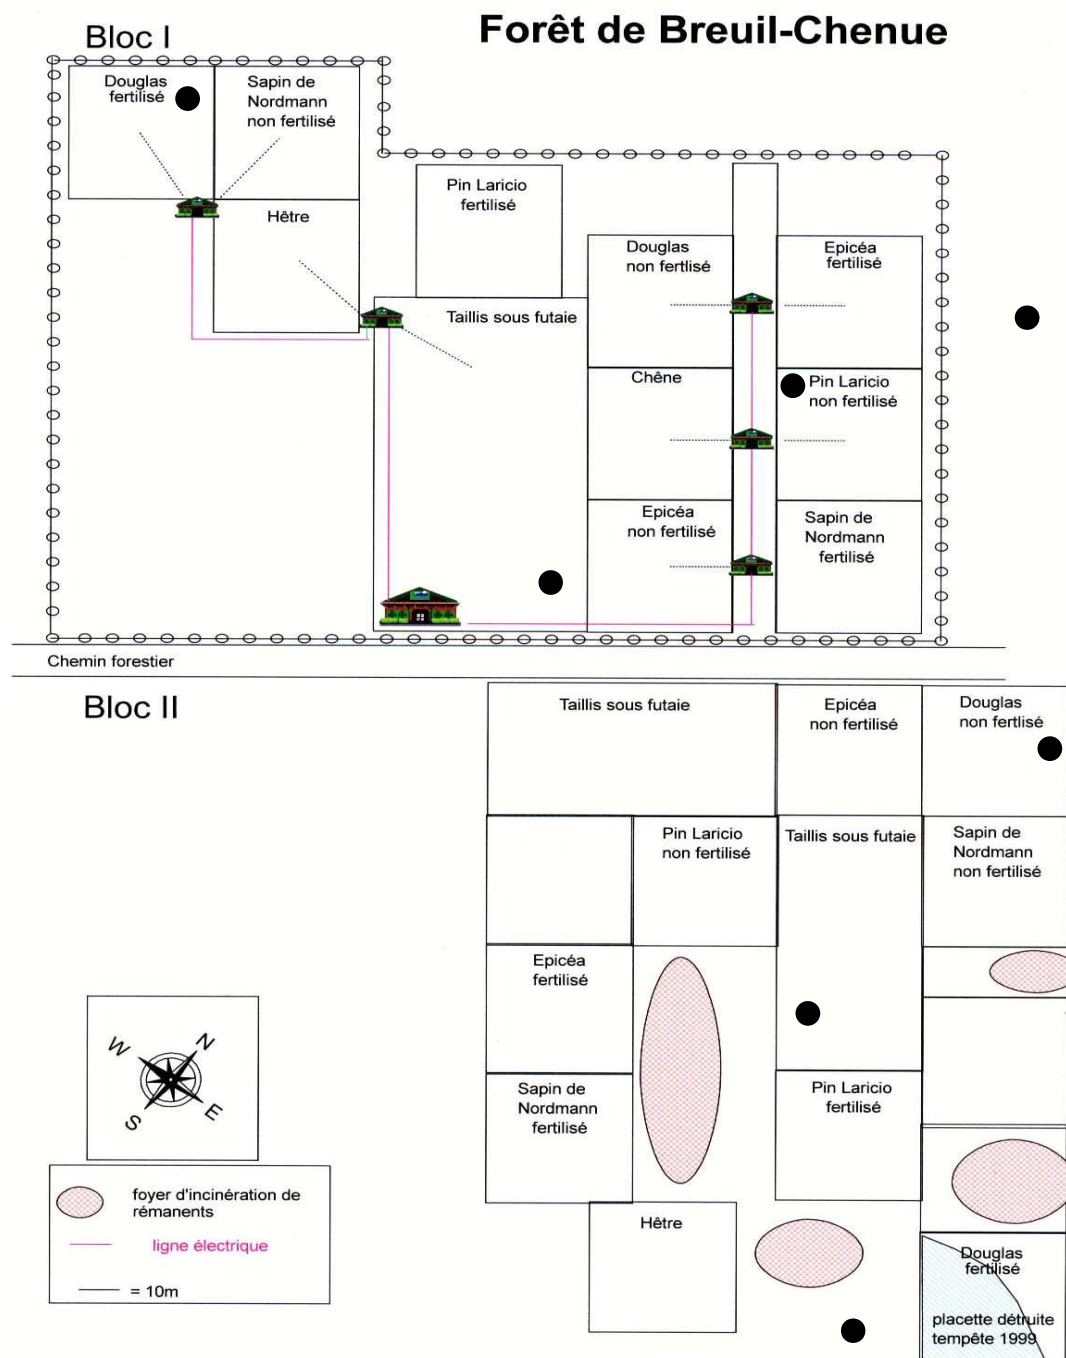 Forêt de Breuil-Chenue
Bloc I
Douglas
fertilisé
Sapin de
Nordmann
non fertilisé
Pin Laricio
fertilisé
Hêtre
Douglas
non fertlisé
Epicéa
fertilisé
Taillis sous futaie
Chêne
Pin Laricio
non fertilisé
Epicéa
non fertilisé
Sapin de
Nordmann
fertilisé
Chemin forestier
Bloc II
Taillis sous futaie
Epicéa
non fertilisé
Douglas
non fertlisé
Pin Laricio
non fertilisé
Taillis sous futaie
Sapin de
Nordmann
non fertilisé
Epicéa
fertilisé
Sapin de
Nordmann
fertilisé
Pin Laricio
fertilisé
W
N
S
E
foyer d'incinération de
rémanents
ligne électrique
= 10m
Hêtre
Douglas
fertilisé
placette détruite
tempête 1999